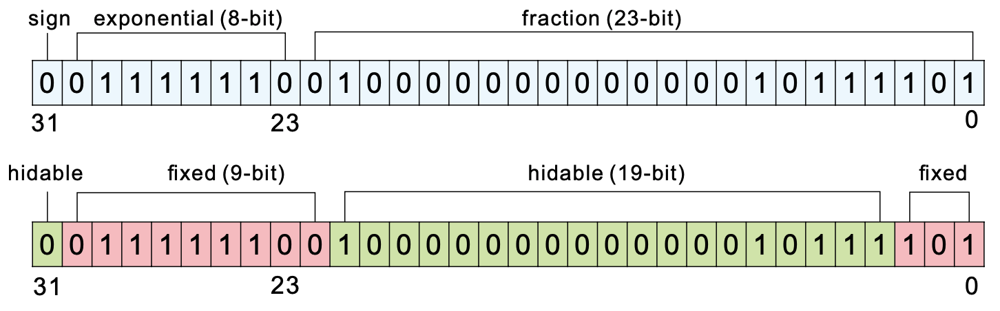 sign exponential (8-bit) fraction (23-bit)
0 0 1 1 1 1 1 1 0 0 1 0 0 0 0 0 0 0 0 0 0 0 0 0 1 0 1 1 1 1 0 1
31 23 0
hidable fixed (9-bit) hidable (19-bit) fixed
0 0 1 1 1 1 1 1 0 0 1 0 0 0 0 0 0 0 0 0 0 0 0 0 1 0 1 1 1 1 0 1
31 23 0